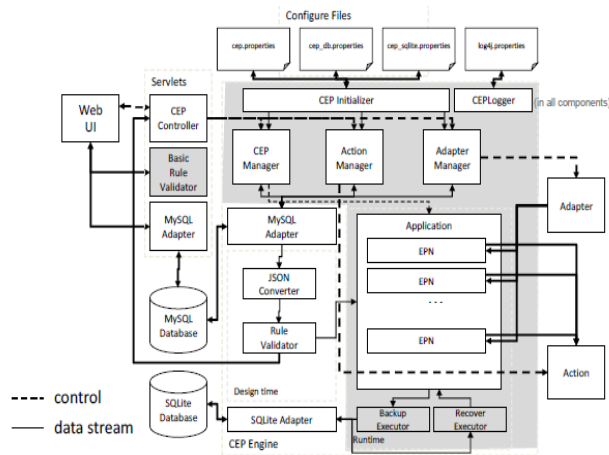 Configure Files
cep.properties
cep_db.properties
cep_sqlite.properties
log4j.properties
Servlets
Web
UI
CEP
Controller
CEP Initializer
CEPLogger
(in all components)
Basic
Rule
Validator
CEP
Manager
Action
Manager
Adapter
Manager
MySQL
Adapter
MySQL
Adapter
Adapter
Application
EPN
EPN
. . .
EPN
JSON
Converter
MySQL
Database
Rule
Validator
Action
control
data stream
SQLite
Database
Design time
SQLite Adapter
CEP Engine
Backup
Executor
Recover
Executor
Runtime